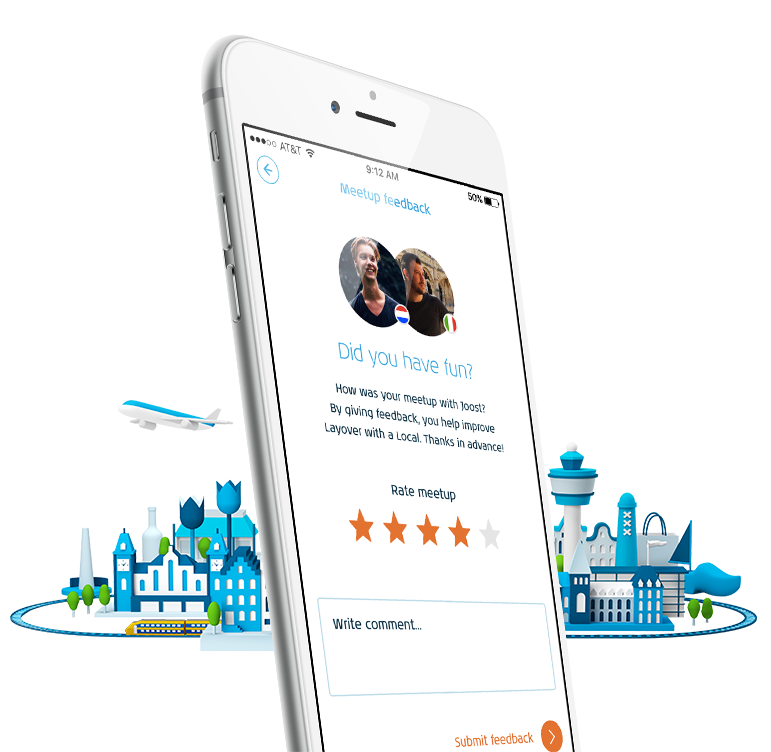 AT&T
9:12 AM
50%
Meetup feedback
Did you have fun?
How was your meetup with Joost?
By giving feedback, you help improve
Layover with a Local. Thanks in advance!
Rate meetup
Write comment...
Submit feedback
XXX